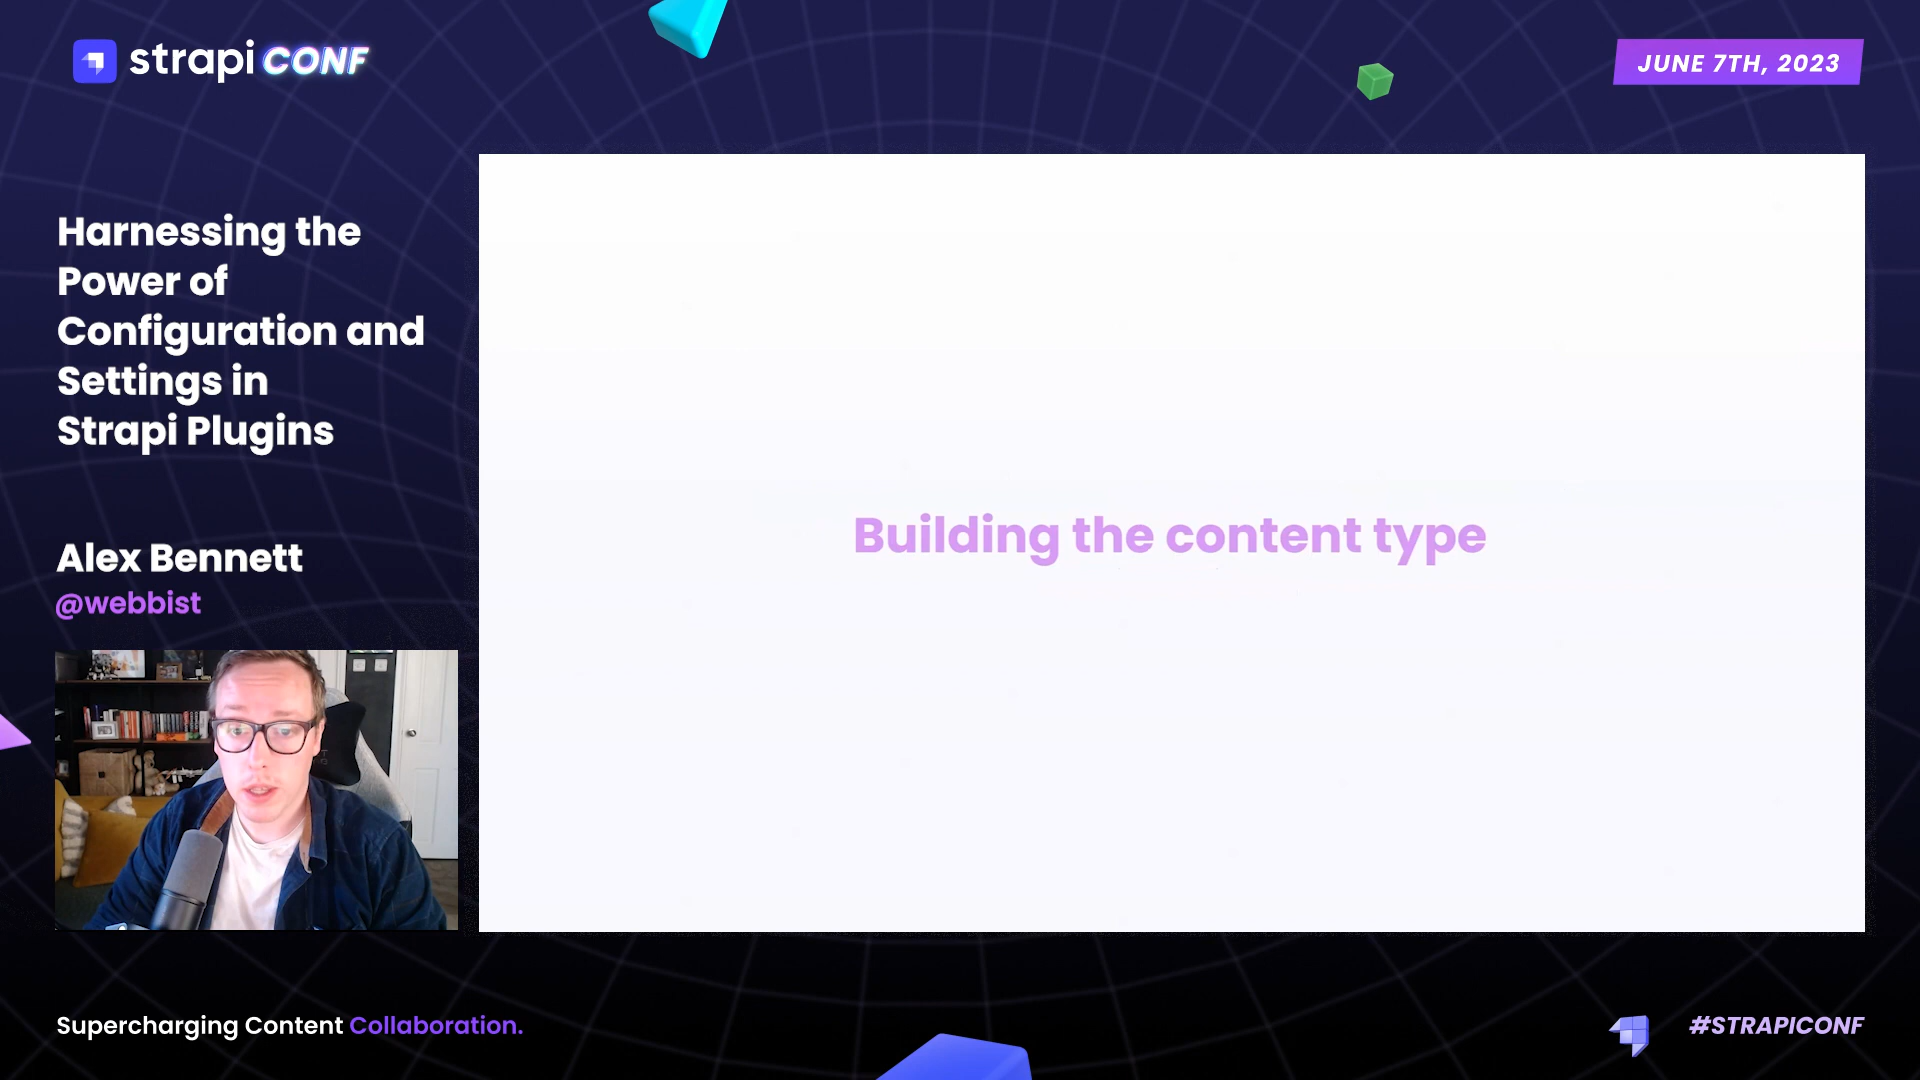 strapi CONF
JUNE 7TH, 2023
Harnessing the
Power of
Configuration and
Settings in
Strapi Plugins
Alex Bennett
@webbist
Building the content type
Supercharging Content Collaboration.
#STRAPICONF